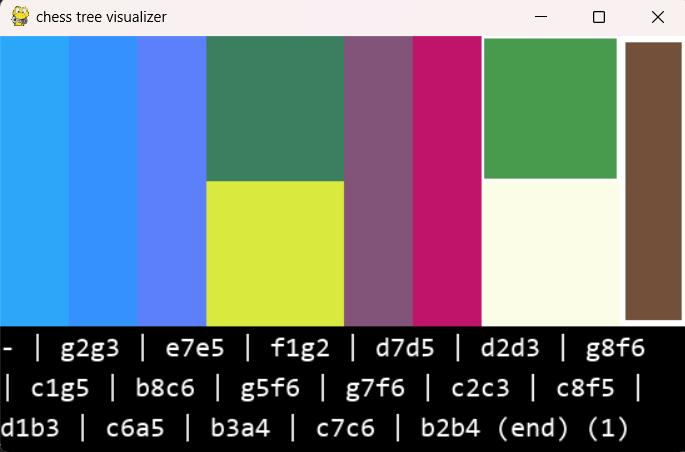 chess tree visualizer
- | g2g3 | e7e5 | f1g2 | d7d5 | d2d3 | g8f6
| c1g5 | b8c6 | g5f6 | g7f6 | c2c3 | c8f5 |
d1b3 | c6a5 | b3a4 | c7c6 | b2b4 (end) (1)